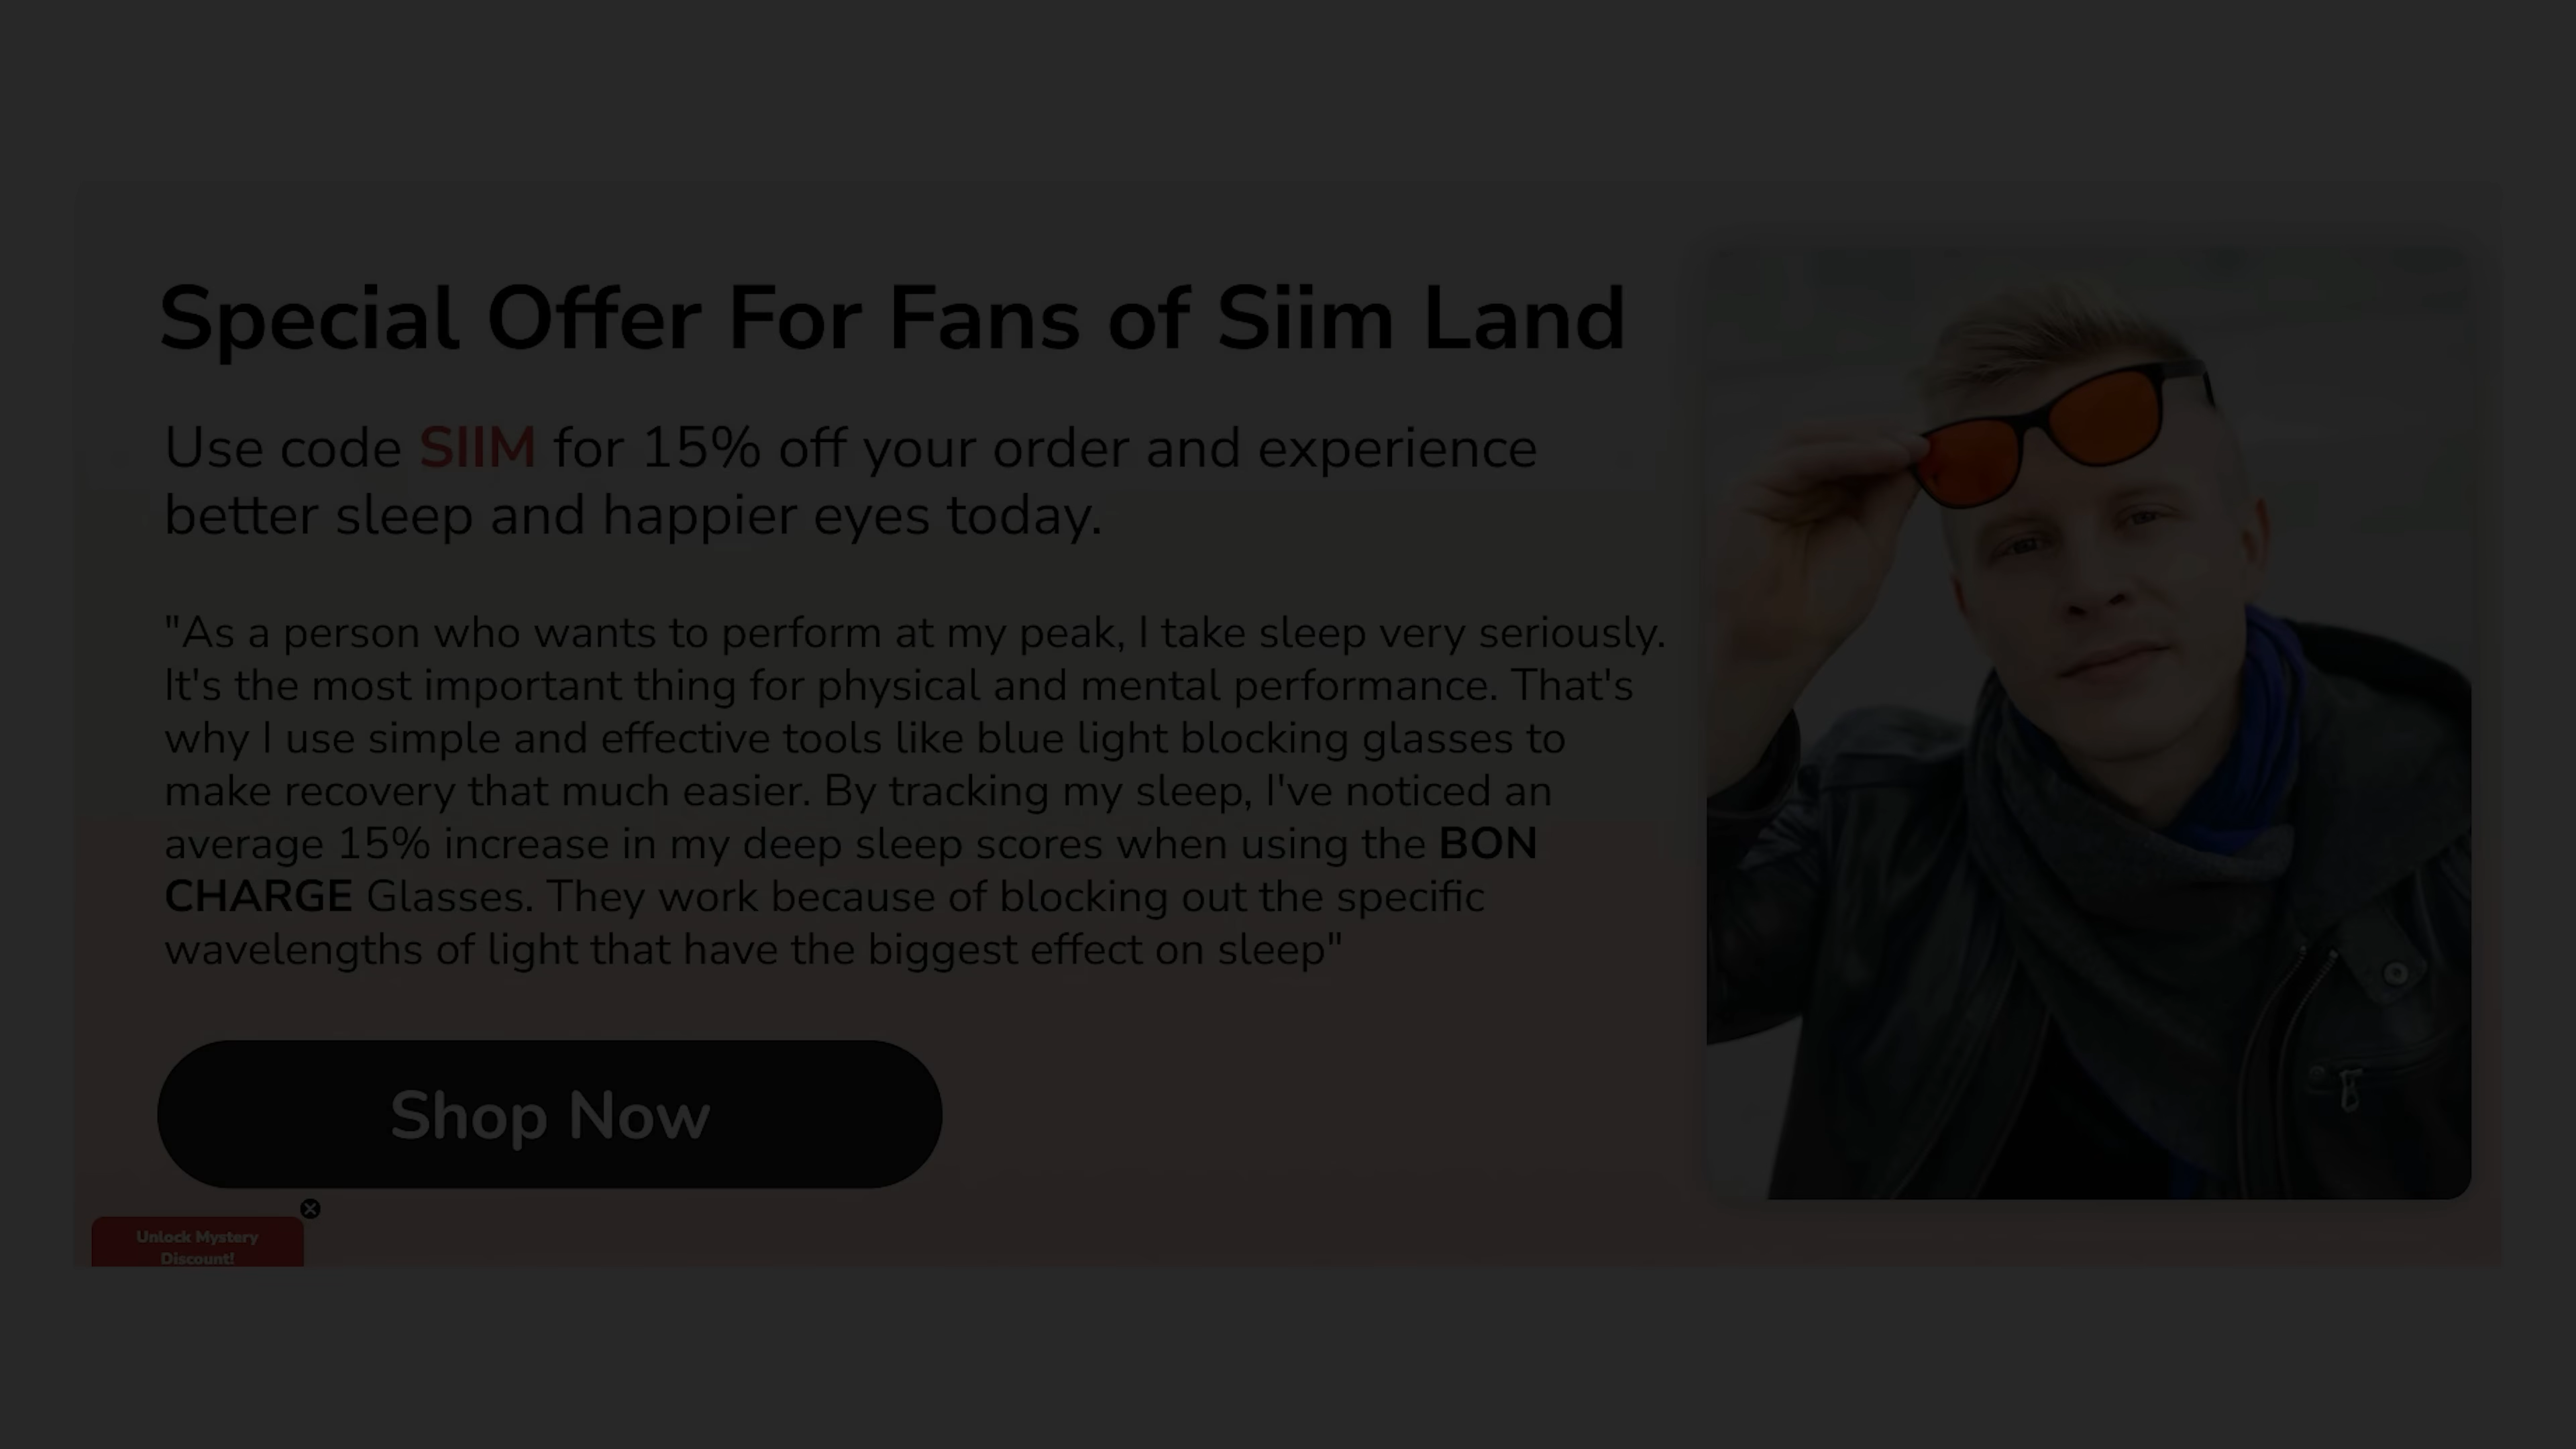 Special Offer For Fans of Siim Land
Use code SIIM for 15% off your order and experience
better sleep and happier eyes today.
"As a person who wants to perform at my peak, I take sleep very seriously.
It's the most important thing for physical and mental performance. That's
why I use simple and effective tools like blue light blocking glasses to
make recovery that much easier. By tracking my sleep, I've noticed an
average 15% increase in my deep sleep scores when using the BON
CHARGE Glasses. They work because of blocking out the specific
wavelengths of light that have the biggest effect on sleep"
Shop Now
Unlock Mystery
Discount!